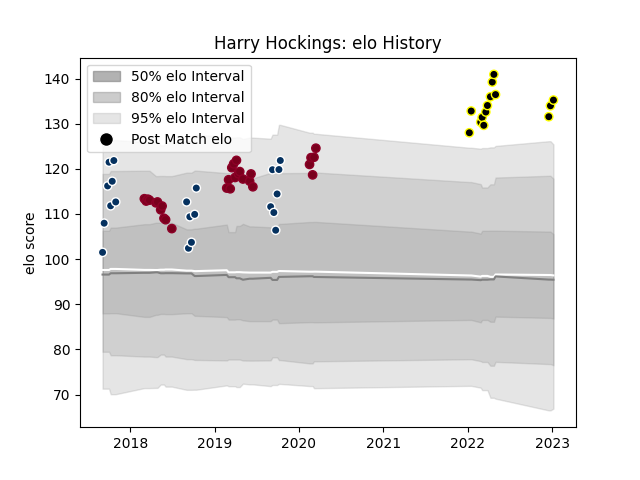 Harry Hockings: elo History
50% elo Interval
80% elo Interval
95% elo Interval
Post Match elo
elo score
140
130
120
110
100
90
80
70
2018
2019
2020
2021
2022
2023